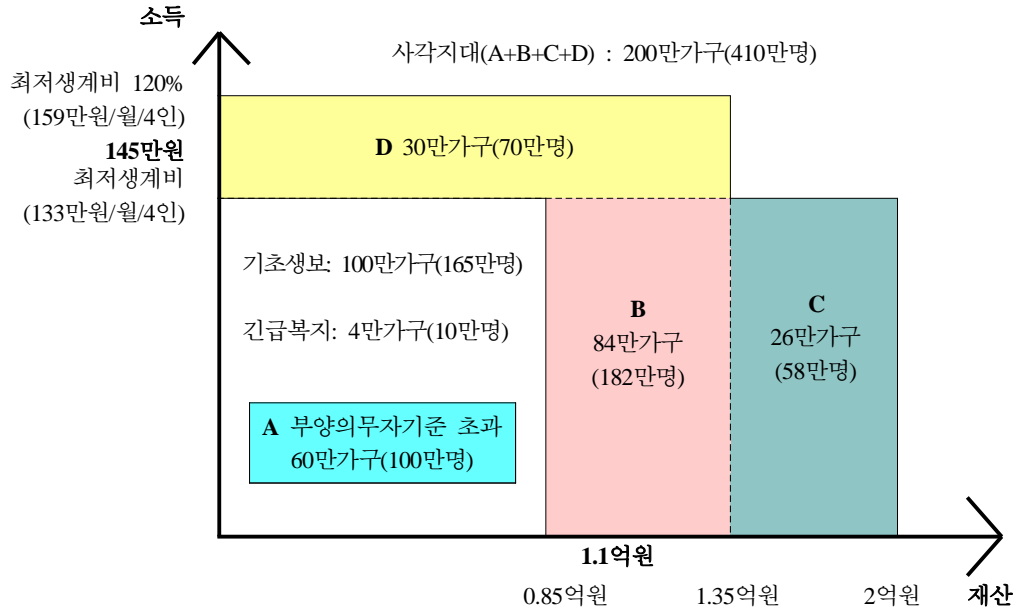 소득
사각지대(A+B+C+D) : 200만가구(410만명)
최저생계비 120%
(159만원/월/4인)
145만원
최저생계비
(133만원/월/4인)
D 30만가구(70만명)
기초생보: 100만가구(165만명)
긴급복지: 4만가구(10만명)
A 부양의무자기준 초과
60만가구(100만명)
B
84만가구
(182만명)
C
26만가구
(58만명)
1.1억원
0.85억원
1.35억원
2억원
재산